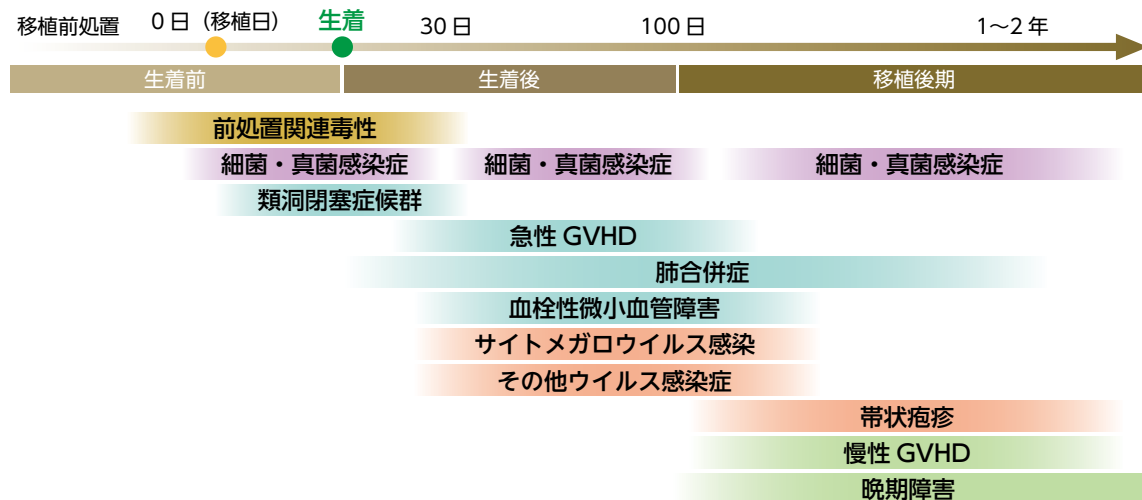 移植前処置 0日（移植日） 生着 30日 100日 1〜2年
生着前 生着後 移植後期
前処置関連毒性
細菌・真菌感染症 細菌・真菌感染症 細菌・真菌感染症
類洞閉塞症候群
急性 GVHD
肺合併症
血栓性微小血管障害
サイトメガロウイルス感染
その他ウイルス感染症
帯状疱疹
慢性 GVHD
晩期障害